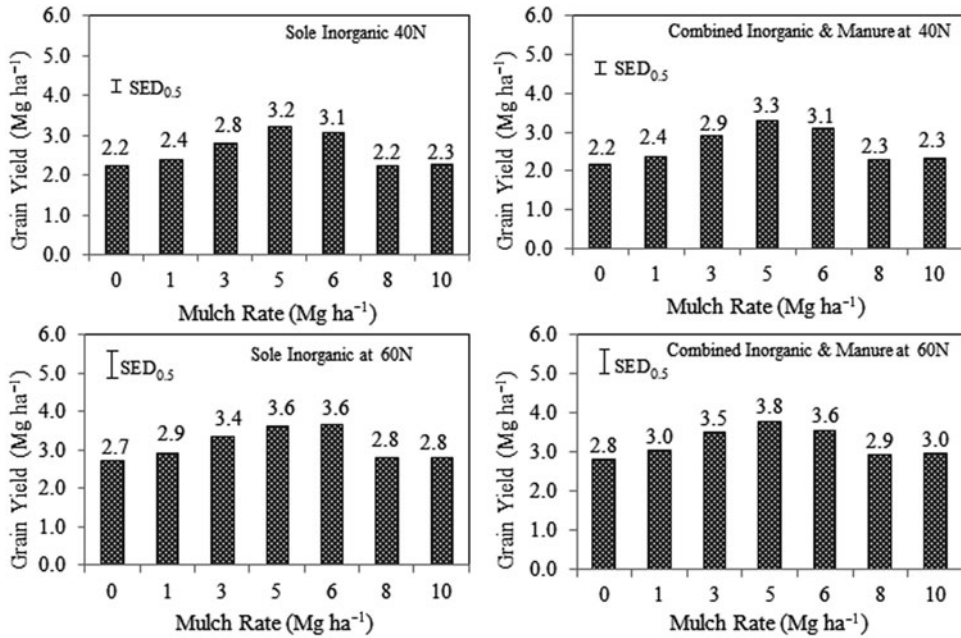 Sole Inorganic 40N
SED0.5
Grain Yield (Mg ha⁻¹)
6.0
5.0
4.0
3.0
2.0
1.0
0.0
2.2 2.4 2.8 3.2 3.1 2.2 2.3
0 1 3 5 6 8 10
Mulch Rate (Mg ha⁻¹)
Combined Inorganic & Manure at 40N
SED0.5
Grain Yield (Mg ha⁻¹)
6.0
5.0
4.0
3.0
2.0
1.0
0.0
2.2 2.4 2.9 3.3 3.1 2.3 2.3
0 1 3 5 6 8 10
Mulch Rate (Mg ha⁻¹)
Sole Inorganic at 60N
SED0.5
Grain Yield (Mg ha⁻¹)
6.0
5.0
4.0
3.0
2.0
1.0
0.0
2.7 2.9 3.4 3.6 3.6 2.8 2.8
0 1 3 5 6 8 10
Mulch Rate (Mg ha⁻¹)
Combined Inorganic & Manure at 60N
SED0.5
Grain Yield (Mg ha⁻¹)
6.0
5.0
4.0
3.0
2.0
1.0
0.0
2.8 3.0 3.5 3.8 3.6 2.9 3.0
0 1 3 5 6 8 10
Mulch Rate (Mg ha⁻¹)